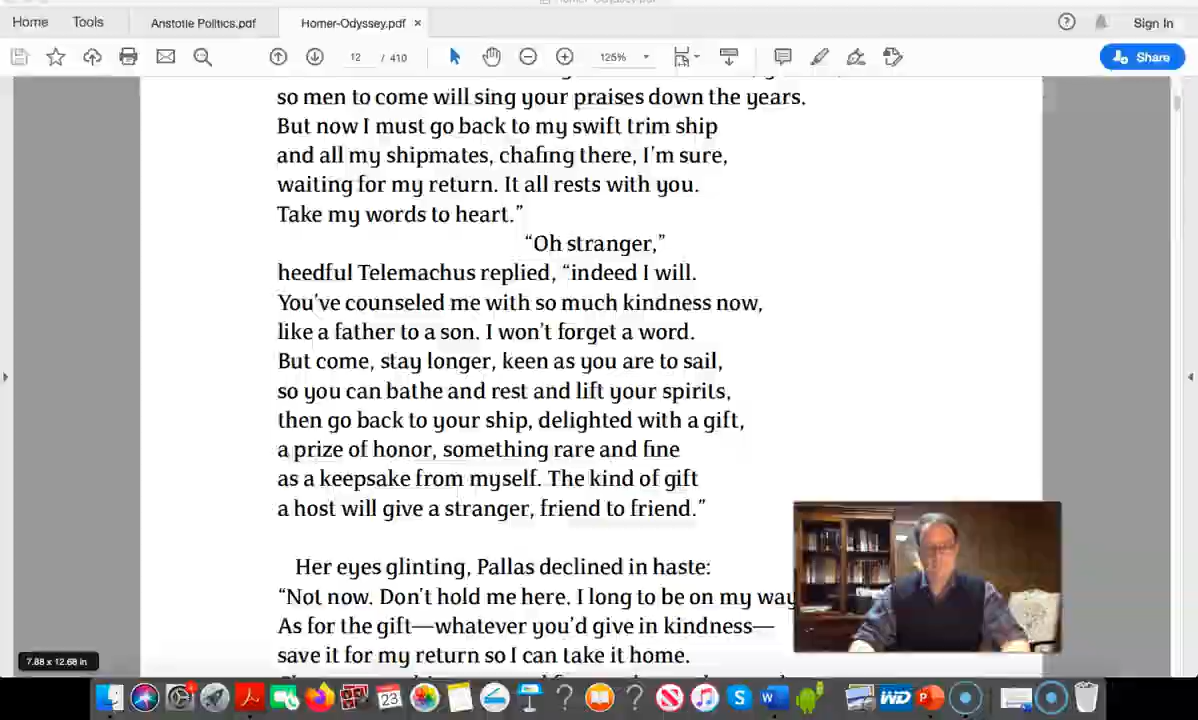 Home
Tools
Aristotle Politics.pdf
Homer-Odyssey.pdf
Sign In
12 / 410
125%
Share
so men to come will sing your praises down the years.
But now I must go back to my swift trim ship
and all my shipmates, chafing there, I'm sure,
waiting for my return. It all rests with you.
Take my words to heart.”
“Oh stranger,”
heedful Telemachus replied, “indeed I will.
You've counseled me with so much kindness now,
like a father to a son. I won't forget a word.
But come, stay longer, keen as you are to sail,
so you can bathe and rest and lift your spirits,
then go back to your ship, delighted with a gift,
a prize of honor, something rare and fine
as a keepsake from myself. The kind of gift
a host will give a stranger, friend to friend.”
Her eyes glinting, Pallas declined in haste:
“Not now. Don't hold me here. I long to be on my way
As for the gift—whatever you'd give in kindness—
save it for my return so I can take it home.
7.88 x 12.68 in
23
WD